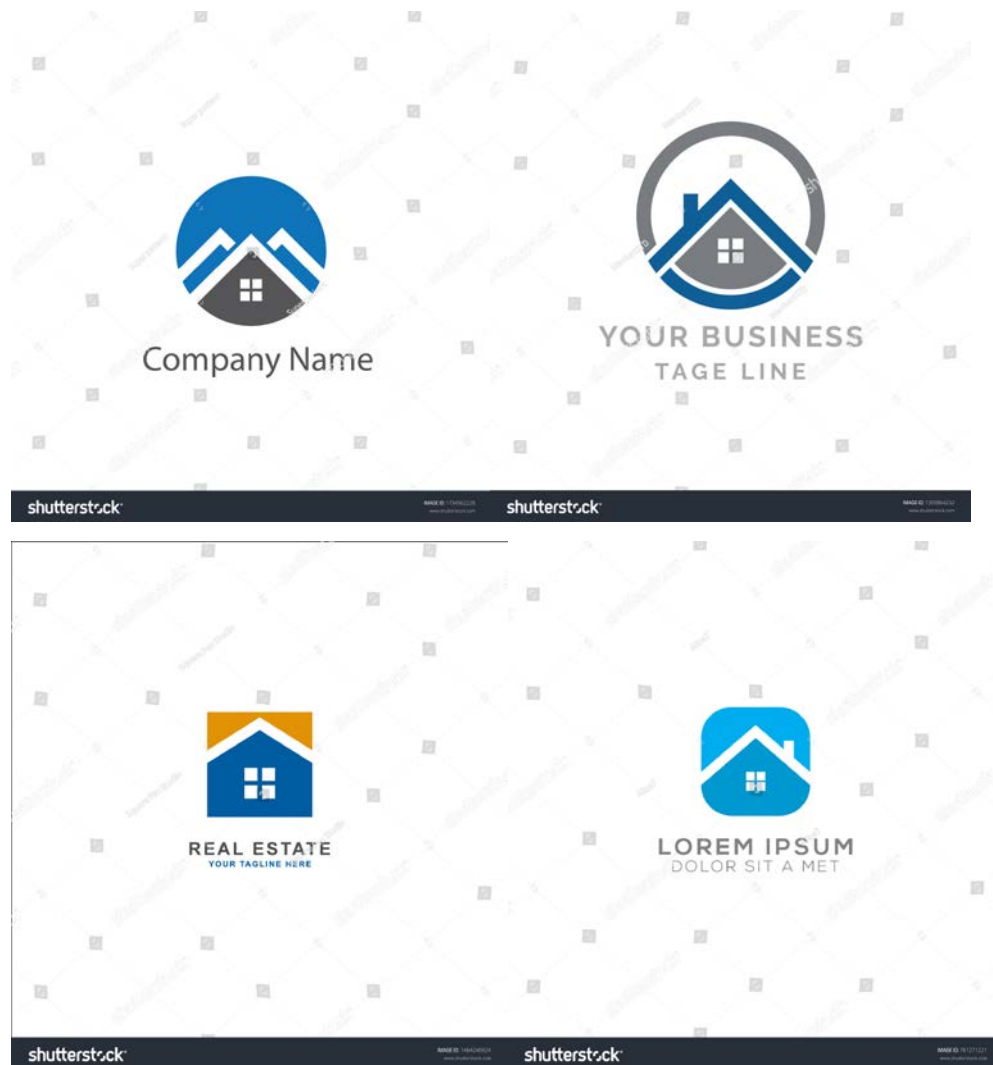 Company Name
YOUR BUSINESS
TAGE LINE
shutterstock
shutterstock
REAL ESTATE
YOUR TAGLINE HERE
LOREM IPSUM
DOLOR SIT A MET
shutterstock
shutterstock